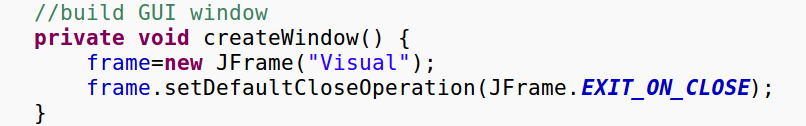 //build GUI window
private void createWindow() {
    frame=new JFrame("Visual");
    frame.setDefaultCloseOperation(JFrame.EXIT_ON_CLOSE);
}